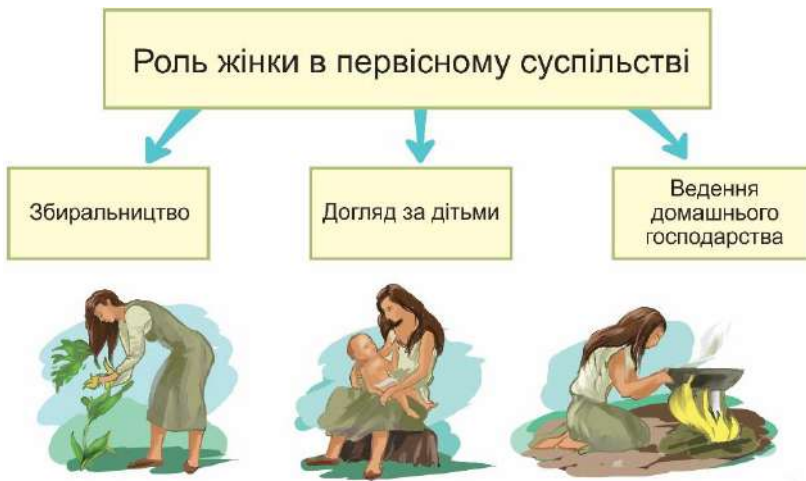 Роль жінки в первісному суспільстві
Збиральництво
Догляд за дітьми
Ведення
домашнього
господарства